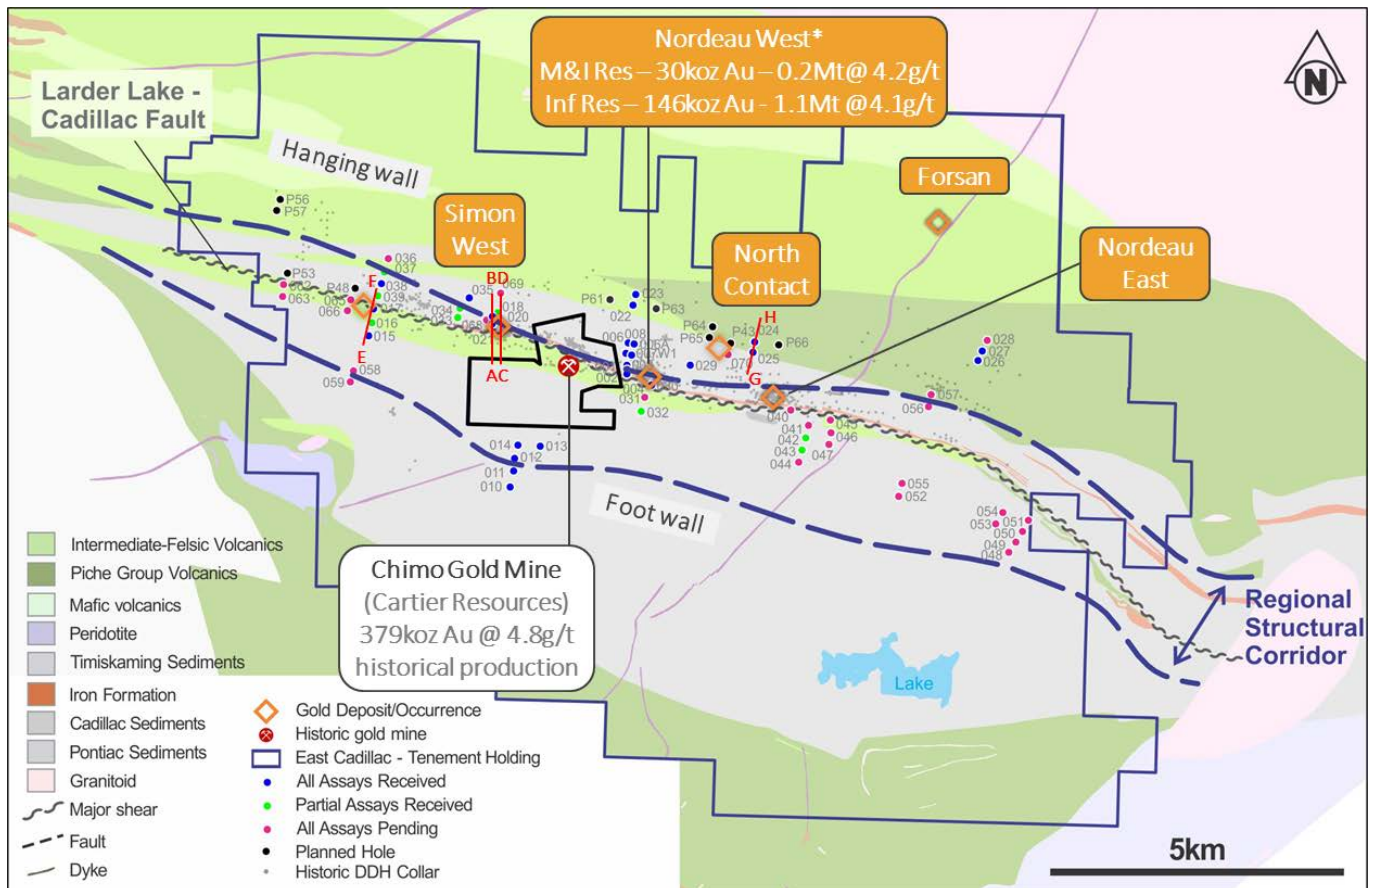 Nordeau West*
M&I Res – 30koz Au – 0.2Mt@ 4.2g/t
Inf Res – 146koz Au - 1.1Mt @4.1g/t
N
Larder Lake -
Cadillac Fault
Hanging wall
Forsan
Simon
West
North
Contact
Nordeau
East
P56
P57
036
037
P53
063
P48
038
039
066
F
016
015
E
058
059
035
034
BD
069
018
020
AC
P61
023
022
P63
006
008
002
031
032
029
P64
P65
P43
024
H
070
025
P66
G
028
027
026
057
056
040
041
042
043
044
046
047
014
013
012
011
010
055
052
054
053
051
050
049
048
Foot wall
Chimo Gold Mine
(Cartier Resources)
379koz Au @ 4.8g/t
historical production
Regional
Structural
Corridor
Lake
Intermediate-Felsic Volcanics
Piche Group Volcanics
Mafic volcanics
Peridotite
Timiskaming Sediments
Iron Formation
Cadillac Sediments
Pontiac Sediments
Granitoid
Major shear
Fault
Dyke
Gold Deposit/Occurrence
Historic gold mine
East Cadillac - Tenement Holding
All Assays Received
Partial Assays Received
All Assays Pending
Planned Hole
Historic DDH Collar
5km